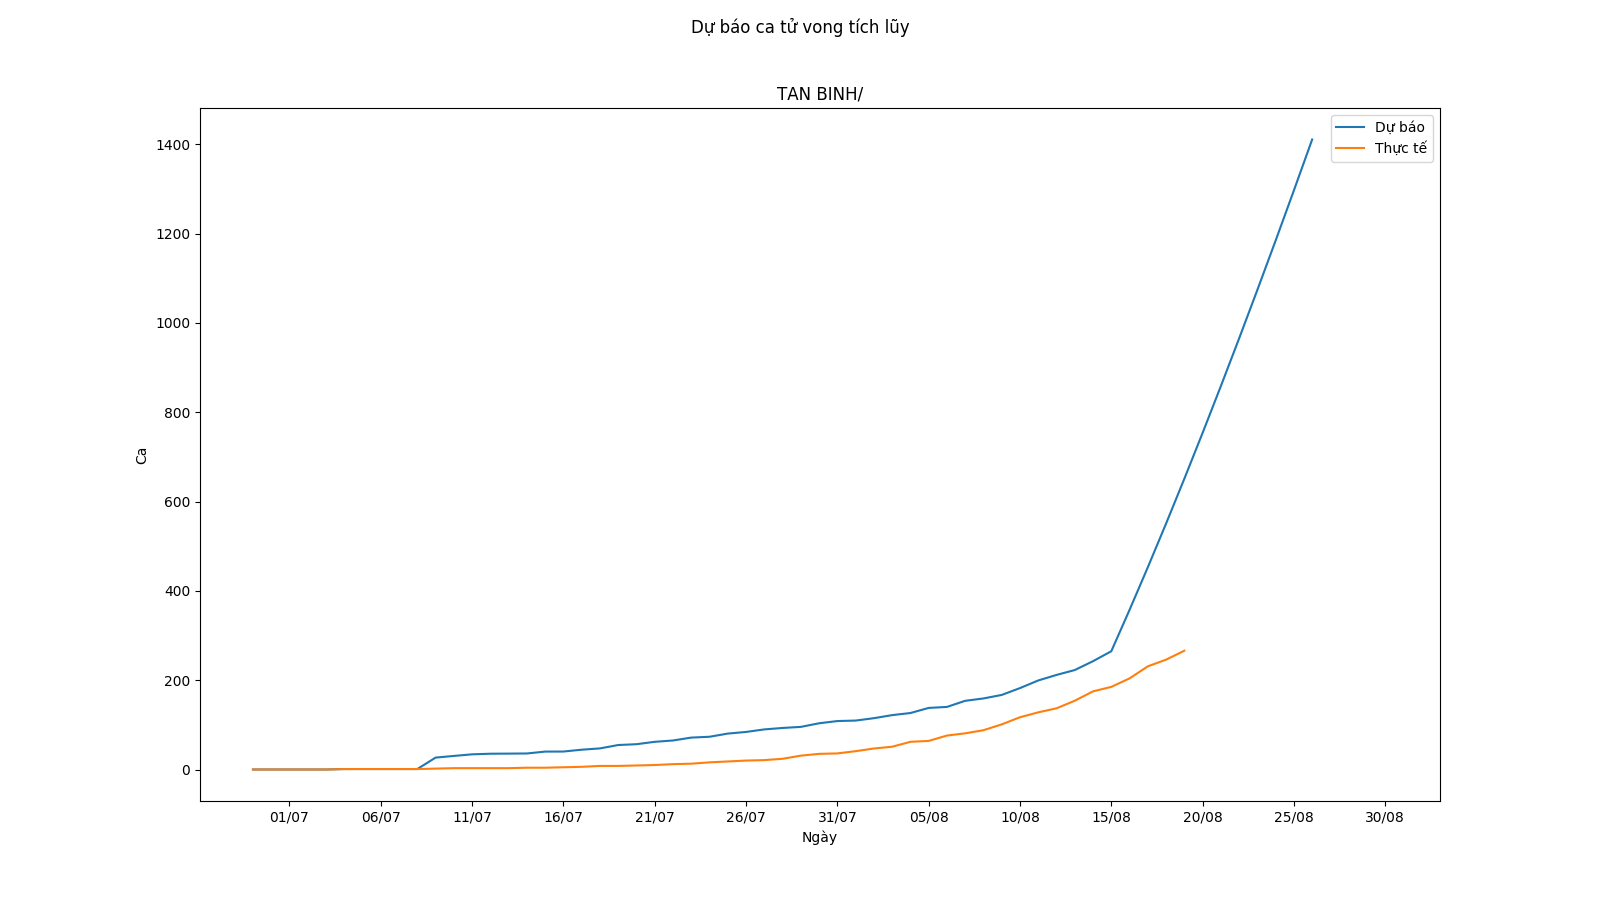 Dự báo ca tử vong tích lũy
TAN BINH/
Dự báo
Thực tế
1400
1200
1000
800
600
400
200
0
Ca
01/07 06/07 11/07 16/07 21/07 26/07 31/07 05/08 10/08 15/08 20/08 25/08 30/08
Ngày